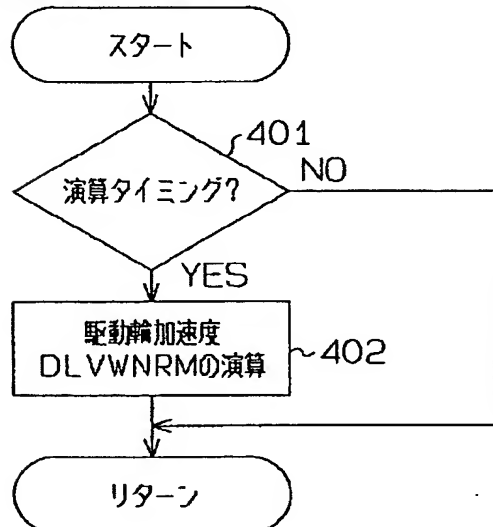 スタート
401
演算タイミング?
NO
YES
駆動輪加速度
DLVWNRMの演算
402
リターン